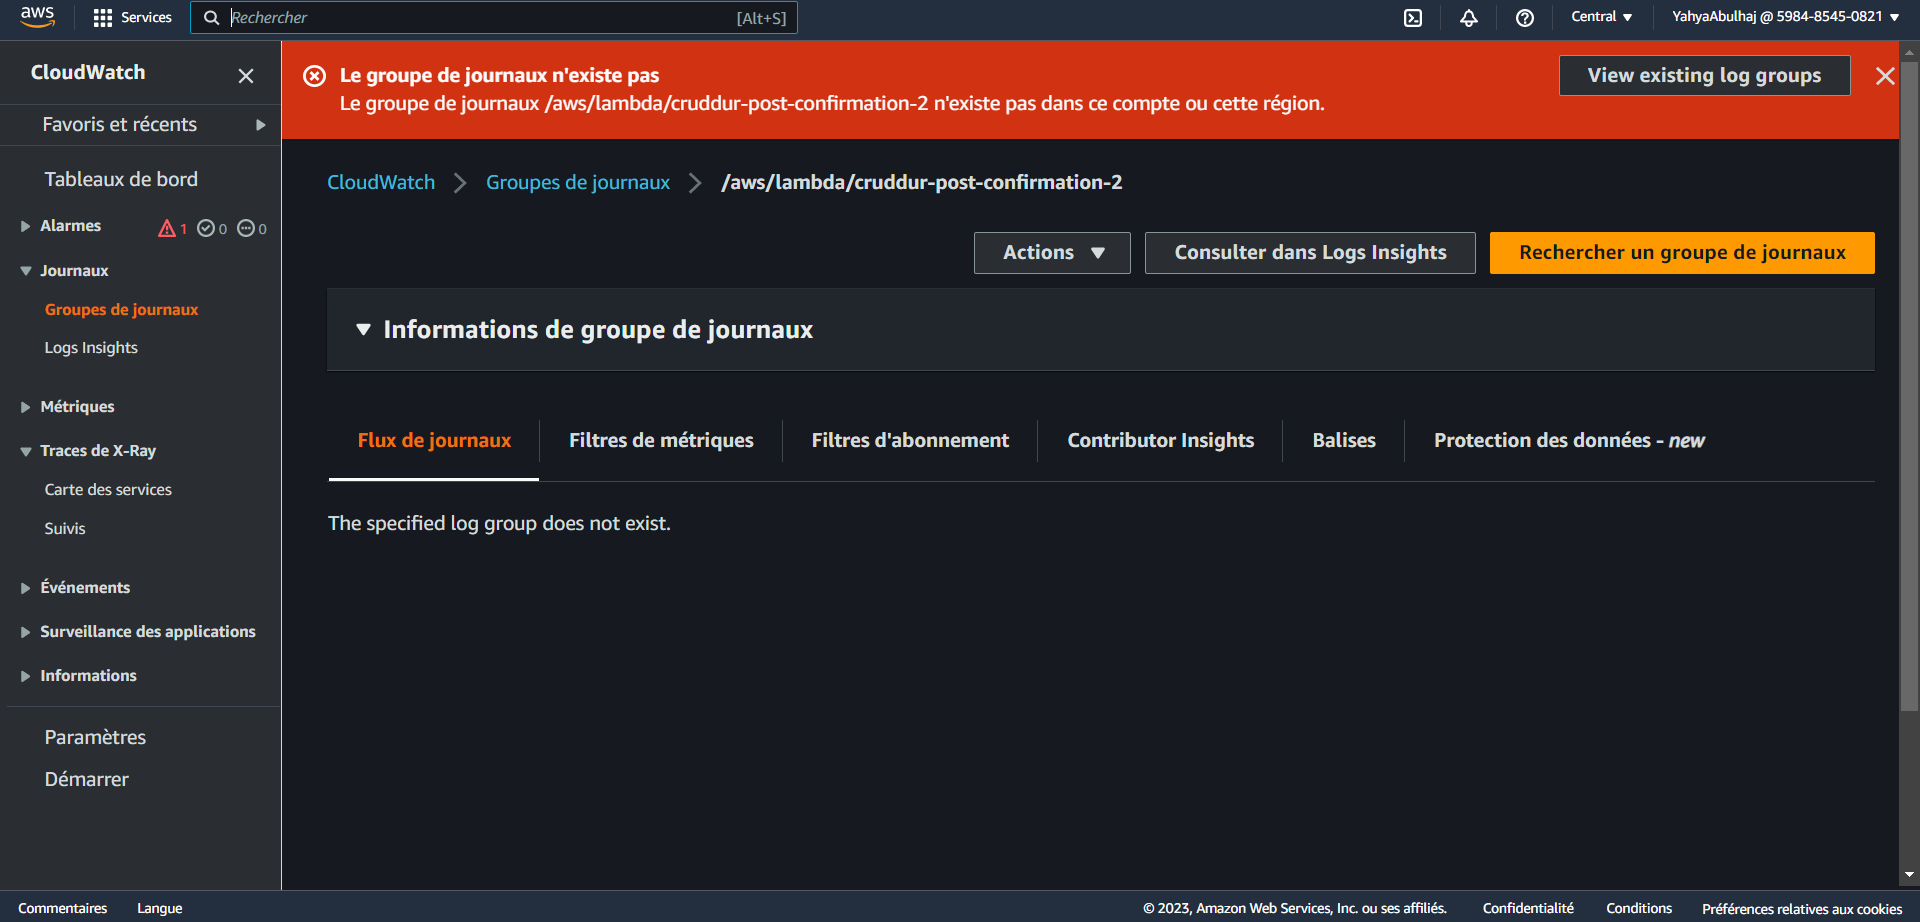 aws
Services
Rechercher
[Alt+S]
Central
YahyaAbulhaj @ 5984-8545-0821
CloudWatch
Favoris et récents
Tableaux de bord
Alarmes 1 0 0
Journaux
Groupes de journaux
Logs Insights
Métriques
Traces de X-Ray
Carte des services
Suivis
Événements
Surveillance des applications
Informations
Paramètres
Démarrer
Le groupe de journaux n'existe pas
Le groupe de journaux /aws/lambda/cruddur-post-confirmation-2 n'existe pas dans ce compte ou cette région.
View existing log groups
CloudWatch
Groupes de journaux
/aws/lambda/cruddur-post-confirmation-2
Actions
Consulter dans Logs Insights
Rechercher un groupe de journaux
Informations de groupe de journaux
Flux de journaux
Filtres de métriques
Filtres d'abonnement
Contributor Insights
Balises
Protection des données - new
The specified log group does not exist.
Commentaires
Langue
© 2023, Amazon Web Services, Inc. ou ses affiliés.
Confidentialité
Conditions
Préférences relatives aux cookies